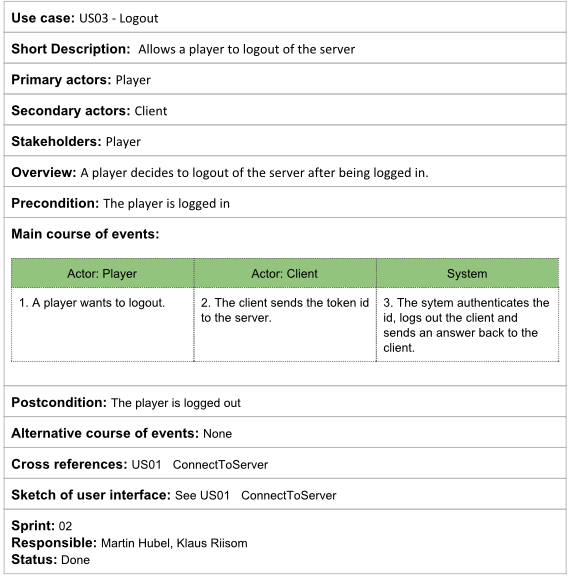 Use case: US03 - Logout
Short Description: Allows a player to logout of the server
Primary actors: Player
Secondary actors: Client
Stakeholders: Player
Overview: A player decides to logout of the server after being logged in.
Precondition: The player is logged in
Main course of events:
Actor: Player
Actor: Client
System
1. A player wants to logout.
2. The client sends the token id
to the server.
3. The sytem authenticates the
id, logs out the client and
sends an answer back to the
client.
Postcondition: The player is logged out
Alternative course of events: None
Cross references: US01 ConnectToServer
Sketch of user interface: See US01 ConnectToServer
Sprint: 02
Responsible: Martin Hubel, Klaus Riisom
Status: Done